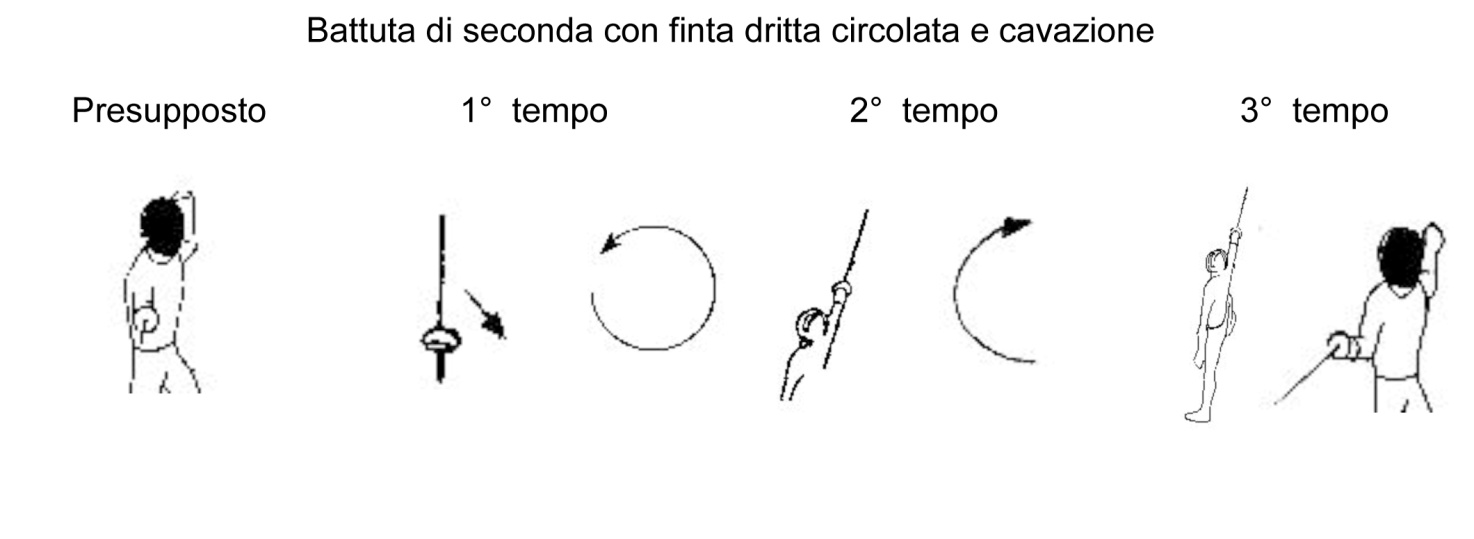 Battuta di seconda con finta dritta circolata e cavazione
Presupposto 1° tempo 2° tempo 3° tempo